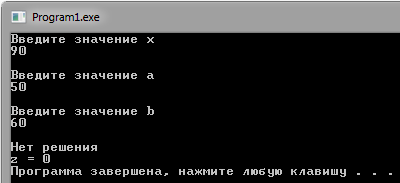 Program1.exe
Введите значение x
90
Введите значение a
50
Введите значение b
60
Нет решения
z = 0
Программа завершена, нажмите любую клавишу . . .